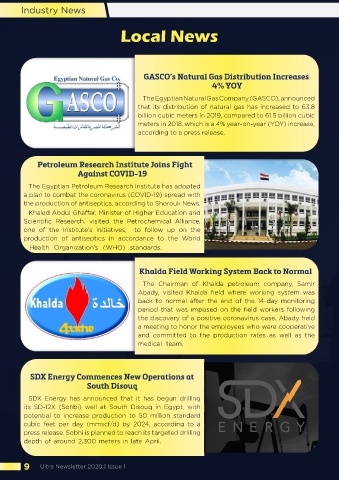 Industry News
Local News
Egyptian Natural Gas Co.
GASCO
الشركة المصرية للغازات الطبيعية
GASCO's Natural Gas Distribution Increases
4% YOY
The Egyptian Natural Gas Company (GASCO), announced
that its distribution of natural gas has increased to 63.8
billion cubic meters in 2019, compared to 61.5 billion cubic
meters in 2018, which is a 4% year-on-year (YOY) increase,
according to a press release.
Petroleum Research Institute Joins Fight
Against COVID-19
The Egyptian Petroleum Research Institute has adopted
a plan to combat the coronavirus (COVID-19) spread with
the production of antiseptics, according to Shorouk News.
Khaled Abdul Ghaffar, Minister of Higher Education and
Scientific Research, visited the Petrochemical Alliance,
one of the Institute's initiatives, to follow up on the
production of antiseptics in accordance to the World
Health Organization's (WHO) standards.
Khalda خالدة
Khalda Field Working System Back to Normal
The Chairman of Khalda petroleum company, Samir
Abady, visited Khalda field where working system was
back to normal after the end of the 14-day monitoring
period that was imposed on the field workers following
the discovery of a positive coronavirus case. Abady held
a meeting to honor the employees who were cooperative
and committed to the production rates as well as the
medical team.
SDX Energy Commences New Operations at
South Disouq
SDX Energy has announced that it has begun drilling
its SD-12X (Sohbi) well at South Disouq in Egypt, with
potential to increase production to 50 million standard
cubic feet per day (mmscf/d) by 2024, according to a
press release. Sobhi is planned to reach its targeted drilling
depth of around 2,300 meters in late April.
SDX
ENERGY
9 Ultra Newsletter 2020 | Issue 1